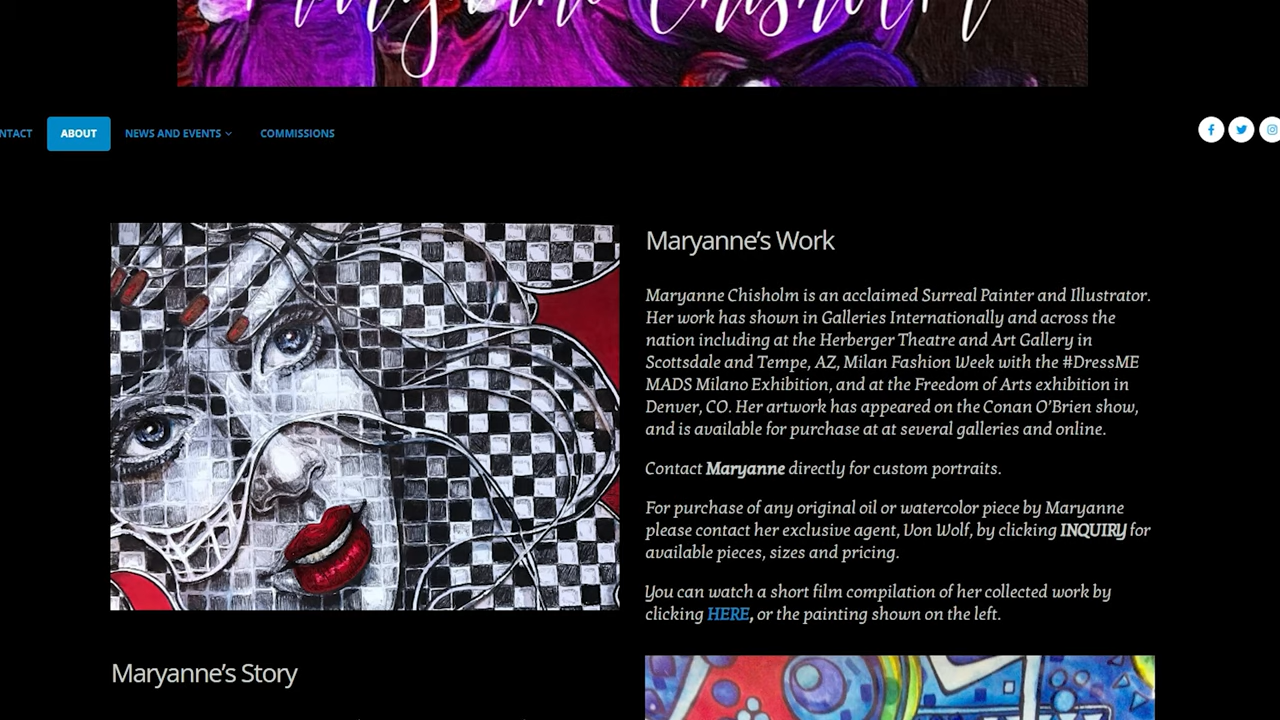 Maryanne Chisholm
NTACT
ABOUT
NEWS AND EVENTS
COMMISSIONS
Maryanne's Work
Maryanne Chisholm is an acclaimed Surreal Painter and Illustrator.
Her work has shown in Galleries Internationally and across the
nation including at the Herberger Theatre and Art Gallery in
Scottsdale and Tempe, AZ, Milan Fashion Week with the #DressME
MADS Milano Exhibition, and at the Freedom of Arts exhibition in
Denver, CO. Her artwork has appeared on the Conan O'Brien show,
and is available for purchase at at several galleries and online.
Contact Maryanne directly for custom portraits.
For purchase of any original oil or watercolor piece by Maryanne
please contact her exclusive agent, Von Wolf, by clicking INQUIRY for
available pieces, sizes and pricing.
You can watch a short film compilation of her collected work by
clicking HERE, or the painting shown on the left.
Maryanne's Story